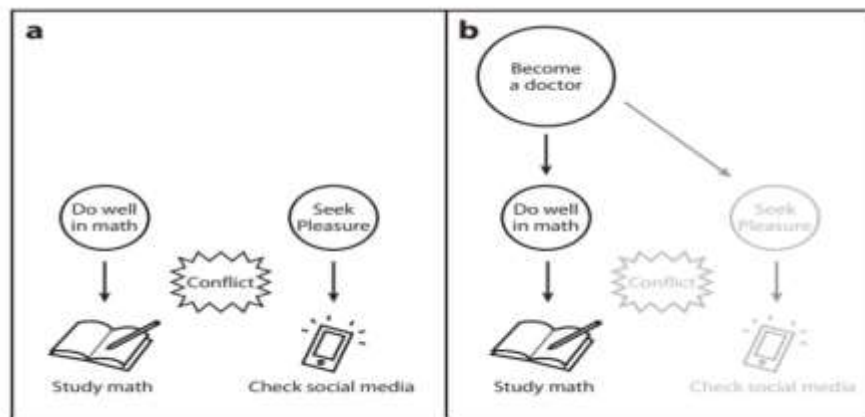 a
Do well
in math
Seek
Pleasure
Conflict
Study math
Check social media
b
Become
a doctor
Do well
in math
Seek
Pleasure
Conflict
Study math
Check social media